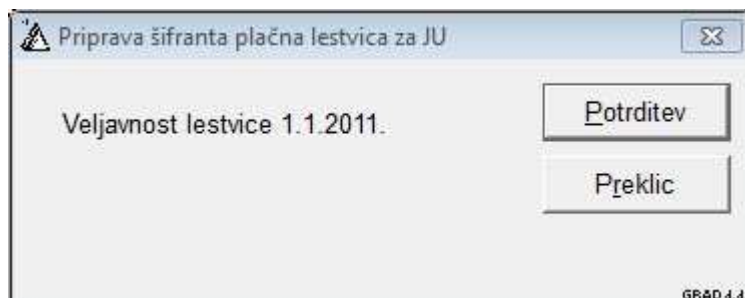 Priprava šifranta plačna lestvica za JU
Veljavnost lestvice 1.1.2011.
Potrditev
Preklic